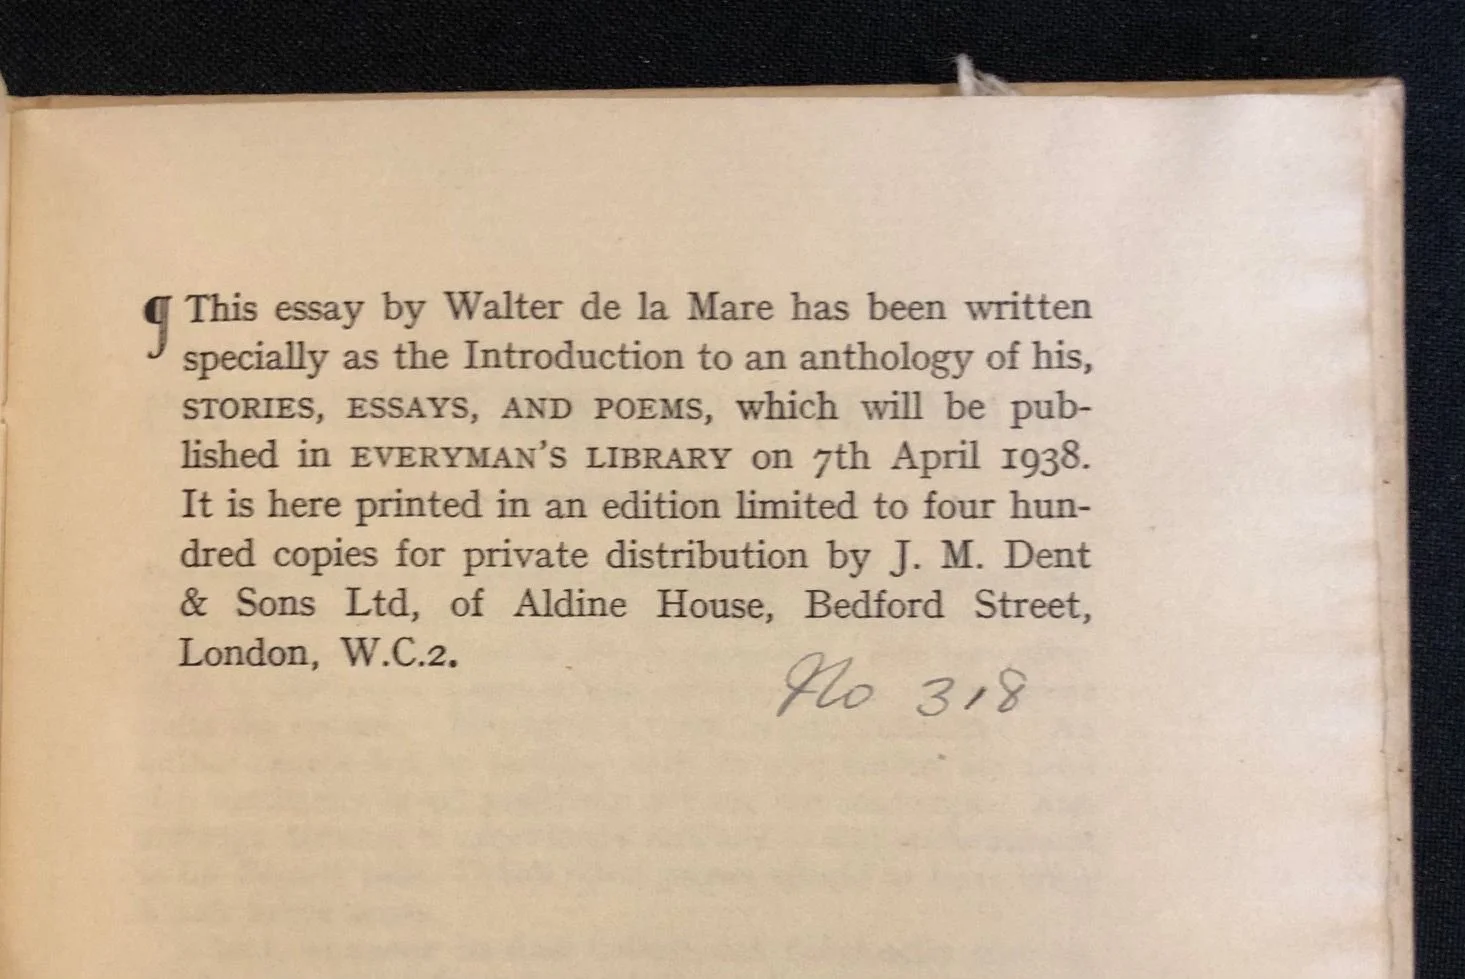 ¶ This essay by Walter de la Mare has been written
specially as the Introduction to an anthology of his,
STORIES, ESSAYS, AND POEMS, which will be pub-
lished in EVERYMAN'S LIBRARY on 7th April 1938.
It is here printed in an edition limited to four hun-
dred copies for private distribution by J. M. Dent
& Sons Ltd, of Aldine House, Bedford Street,
London, W.C.2.
No 318